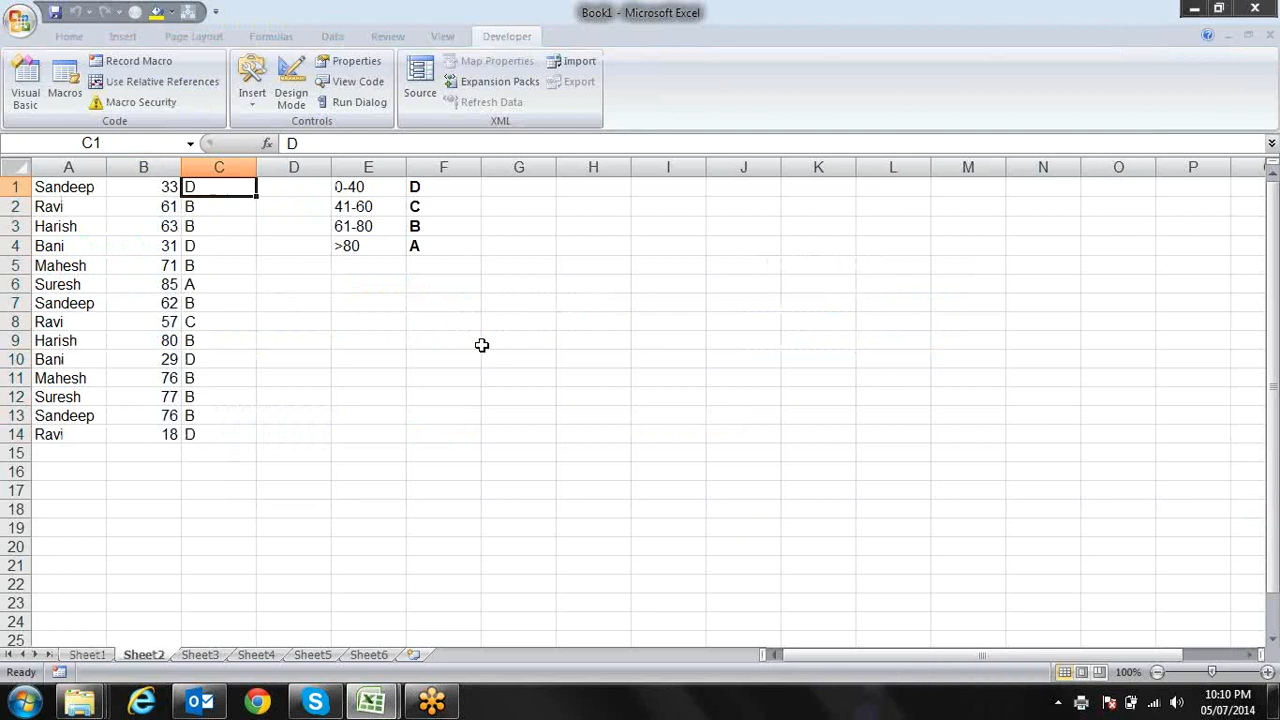 Book1 - Microsoft Excel
Home Insert Page Layout Formulas Data Review View Developer
Visual Basic
Macros
Record Macro
Use Relative References
Macro Security
Code
Insert
Design Mode
Properties
View Code
Run Dialog
Controls
Source
Map Properties
Expansion Packs
Refresh Data
Import
Export
XML
C1 fx D
A B C D E F G H I J K L M N O P
1 Sandeep 33 D 0-40 D
2 Ravi 61 B 41-60 C
3 Harish 63 B 61-80 B
4 Bani 31 D >80 A
5 Mahesh 71 B
6 Suresh 85 A
7 Sandeep 62 B
8 Ravi 57 C
9 Harish 80 B
10 Bani 29 D
11 Mahesh 76 B
12 Suresh 77 B
13 Sandeep 76 B
14 Ravi 18 D
15
16
17
18
19
20
21
22
23
24
25
Sheet1 Sheet2 Sheet3 Sheet4 Sheet5 Sheet6
Ready 100%
10:10 PM
05/07/2014